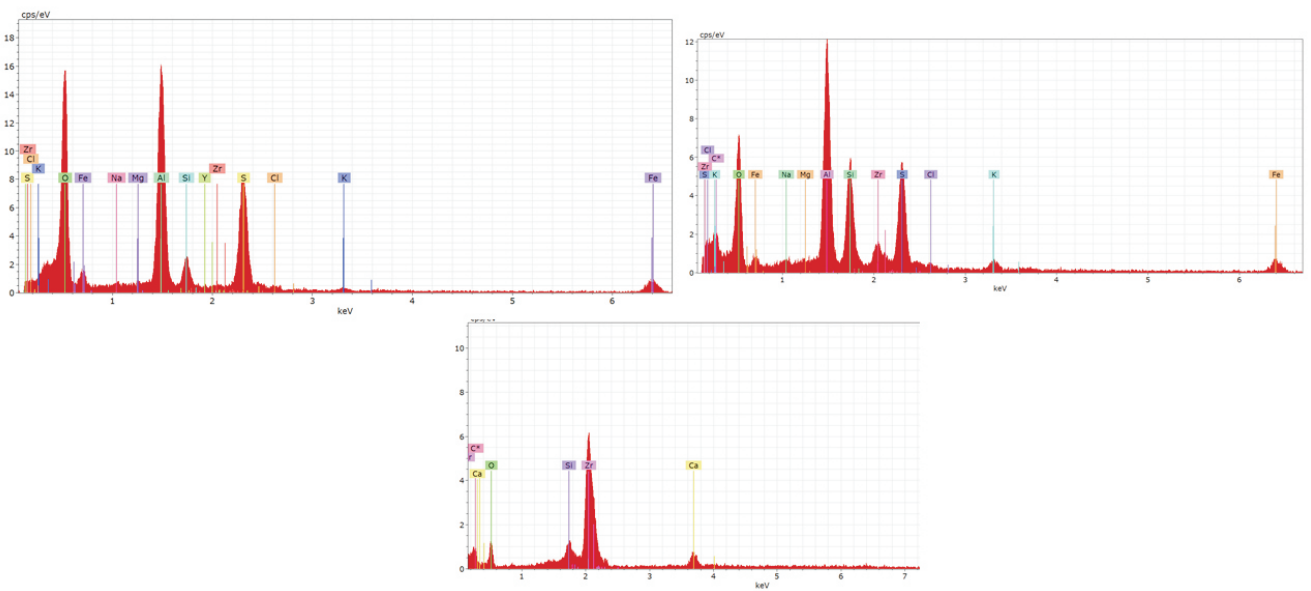 cps/eV
18
16
14
12
10
8
6
4
2
0
Zr
Cl
K
S O Fe Na Mg Al Si Y Zr S Cl K Fe
1 2 3 4 5 6
keV
cps/eV
12
10
8
6
4
2
0
Cl
Zr C*
S K O Fe Na Mg Al Si Zr S Cl K Fe
1 2 3 4 5 6
keV
10
8
6
4
2
0
C*
r
Ca O Si Zr Ca
1 2 3 4 5 6 7
keV